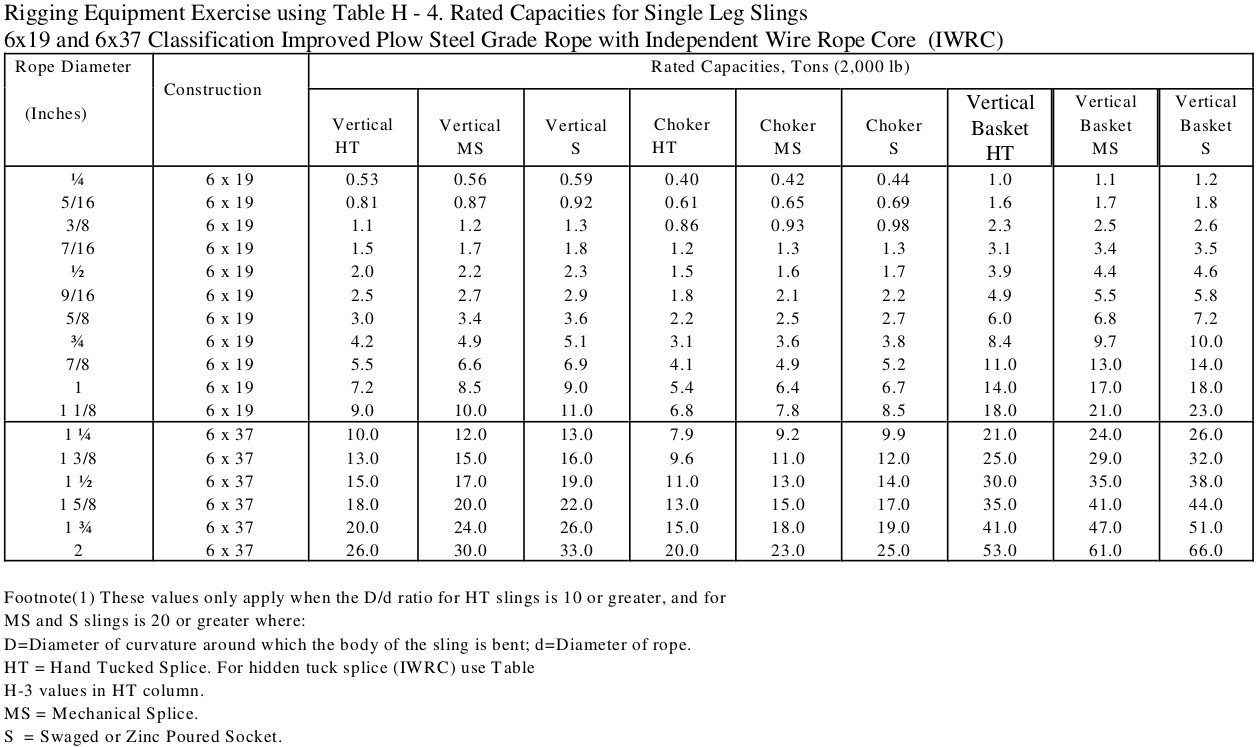 Rigging Equipment Exercise using Table H - 4. Rated Capacities for Single Leg Slings
6x19 and 6x37 Classification Improved Plow Steel Grade Rope with Independent Wire Rope Core (IWRC)
Rope Diameter (Inches) Construction Rated Capacities, Tons (2,000 lb)
Vertical HT Vertical MS Vertical S Choker HT Choker MS Choker S Vertical Basket HT Vertical Basket MS Vertical Basket S
¼ 6 x 19 0.53 0.56 0.59 0.40 0.42 0.44 1.0 1.1 1.2
5/16 6 x 19 0.81 0.87 0.92 0.61 0.65 0.69 1.6 1.7 1.8
3/8 6 x 19 1.1 1.2 1.3 0.86 0.93 0.98 2.3 2.5 2.6
7/16 6 x 19 1.5 1.7 1.8 1.2 1.3 1.3 3.1 3.4 3.5
½ 6 x 19 2.0 2.2 2.3 1.5 1.6 1.7 3.9 4.4 4.6
9/16 6 x 19 2.5 2.7 2.9 1.8 2.1 2.2 4.9 5.5 5.8
5/8 6 x 19 3.0 3.4 3.6 2.2 2.5 2.7 6.0 6.8 7.2
¾ 6 x 19 4.2 4.9 5.1 3.1 3.6 3.8 8.4 9.7 10.0
7/8 6 x 19 5.5 6.6 6.9 4.1 4.9 5.2 11.0 13.0 14.0
1 6 x 19 7.2 8.5 9.0 5.4 6.4 6.7 14.0 17.0 18.0
1 1/8 6 x 19 9.0 10.0 11.0 6.8 7.8 8.5 18.0 21.0 23.0
1 ¼ 6 x 37 10.0 12.0 13.0 7.9 9.2 9.9 21.0 24.0 26.0
1 3/8 6 x 37 13.0 15.0 16.0 9.6 11.0 12.0 25.0 29.0 32.0
1 ½ 6 x 37 15.0 17.0 19.0 11.0 13.0 14.0 30.0 35.0 38.0
1 5/8 6 x 37 18.0 20.0 22.0 13.0 15.0 17.0 35.0 41.0 44.0
1 ¾ 6 x 37 20.0 24.0 26.0 15.0 18.0 19.0 41.0 47.0 51.0
2 6 x 37 26.0 30.0 33.0 20.0 23.0 25.0 53.0 61.0 66.0
Footnote(1) These values only apply when the D/d ratio for HT slings is 10 or greater, and for
MS and S slings is 20 or greater where:
D=Diameter of curvature around which the body of the sling is bent; d=Diameter of rope.
HT = Hand Tucked Splice. For hidden tuck splice (IWRC) use Table
H-3 values in HT column.
MS = Mechanical Splice.
S = Swaged or Zinc Poured Socket.